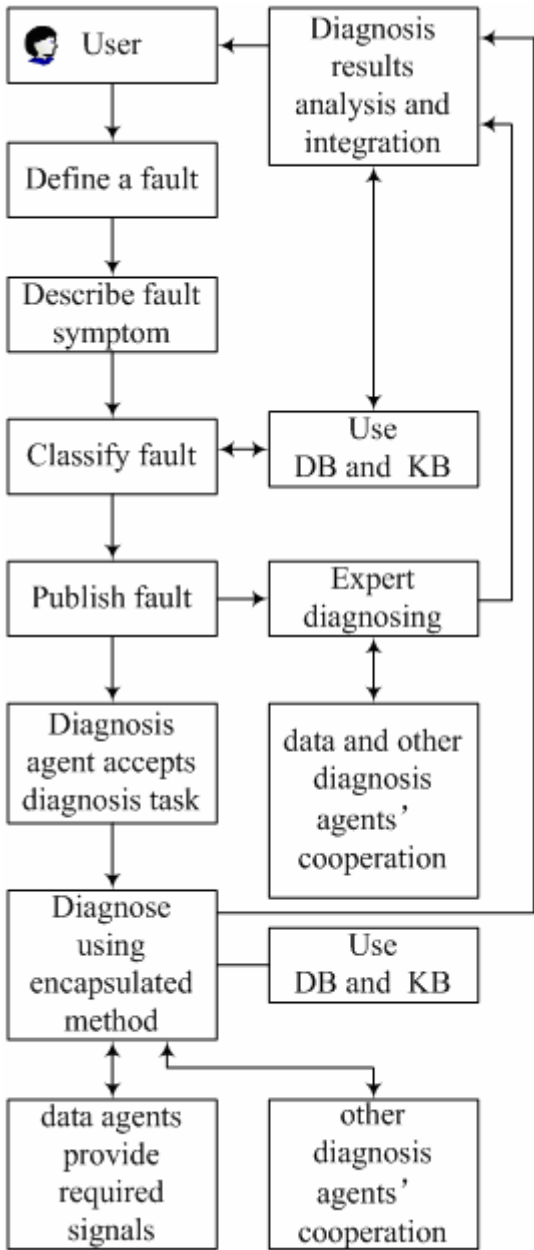 User
Diagnosis
results
analysis and
integration
Define a fault
Describe fault
symptom
Classify fault
Use
DB and KB
Publish fault
Expert
diagnosing
Diagnosis
agent accepts
diagnosis task
data and other
diagnosis
agents’
cooperation
Diagnose
using
encapsulated
method
Use
DB and KB
data agents
provide
required
signals
other
diagnosis
agents’
cooperation